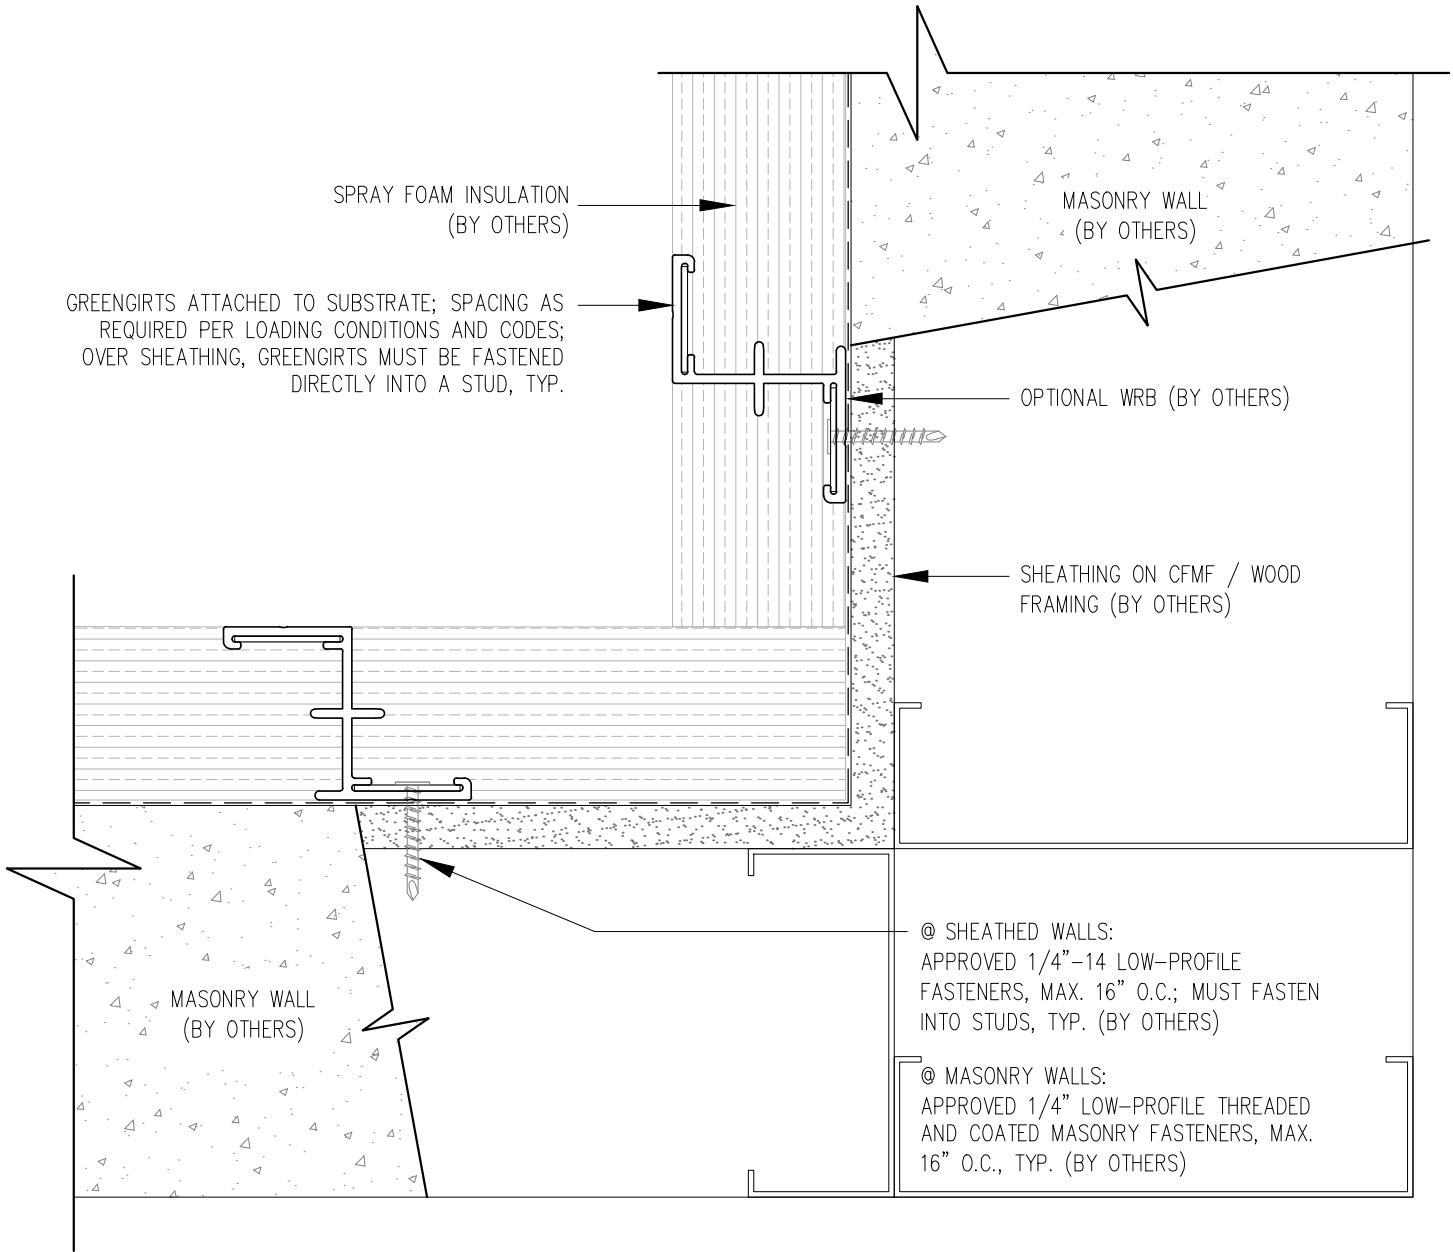 SPRAY FOAM INSULATION
(BY OTHERS)
MASONRY WALL
(BY OTHERS)
GREENGIRTS ATTACHED TO SUBSTRATE; SPACING AS
REQUIRED PER LOADING CONDITIONS AND CODES;
OVER SHEATHING, GREENGIRTS MUST BE FASTENED
DIRECTLY INTO A STUD, TYP.
OPTIONAL WRB (BY OTHERS)
SHEATHING ON CFMF / WOOD
FRAMING (BY OTHERS)
MASONRY WALL
(BY OTHERS)
@ SHEATHED WALLS:
APPROVED 1/4”-14 LOW-PROFILE
FASTENERS, MAX. 16” O.C.; MUST FASTEN
INTO STUDS, TYP. (BY OTHERS)
@ MASONRY WALLS:
APPROVED 1/4” LOW-PROFILE THREADED
AND COATED MASONRY FASTENERS, MAX.
16” O.C., TYP. (BY OTHERS)